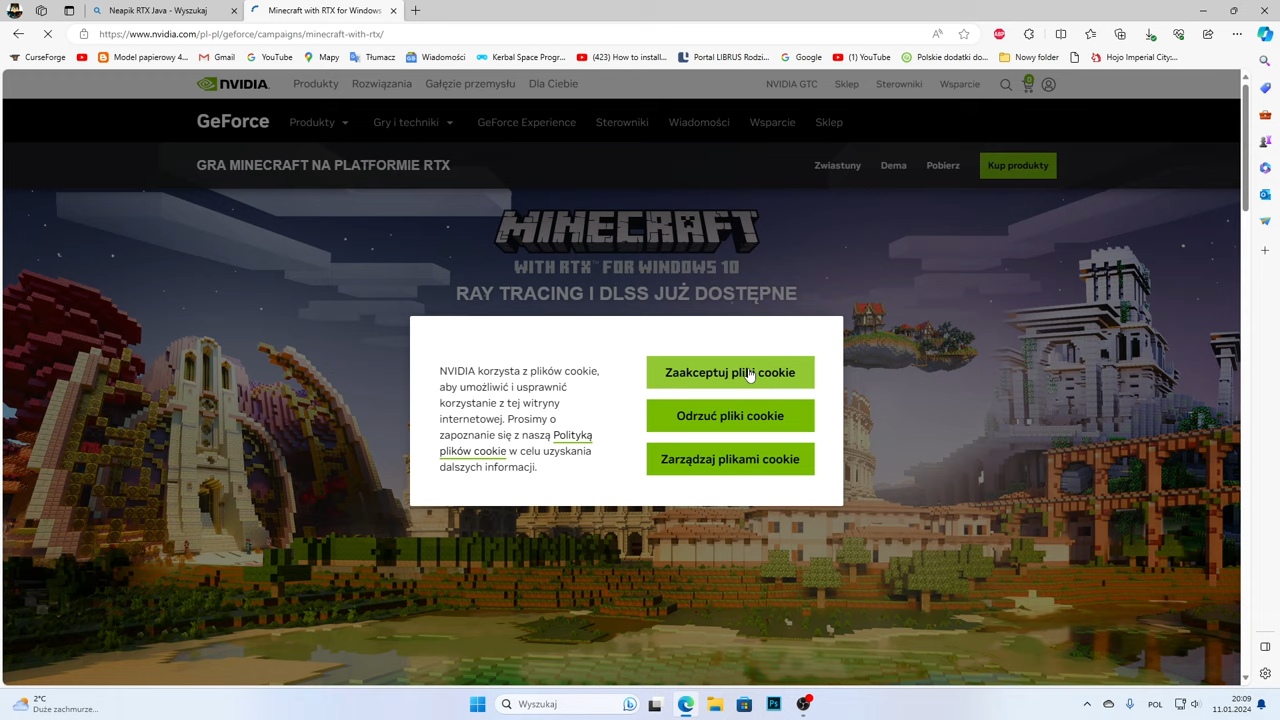 Neapik RTX Java - Wyszukaj
Minecraft with RTX for Windows
https://www.nvidia.com/pl-pl/geforce/campaigns/minecraft-with-rtx/
CurseForge
Model papierowy 4...
Gmail
YouTube
Mapy
Tłumacz
Wiadomości
Kerbal Space Progr...
(423) How to install...
Portal LIBRUS Rodzi...
Google
(1) YouTube
Polskie dodatki do...
Nowy folder
Hojo Imperial City:...
NVIDIA.
Produkty
Rozwiązania
Gałęzie przemysłu
Dla Ciebie
NVIDIA GTC
Sklep
Sterowniki
Wsparcie
0
GeForce
Produkty
Gry i techniki
GeForce Experience
Sterowniki
Wiadomości
Wsparcie
Sklep
GRA MINECRAFT NA PLATFORMIE RTX
Zwiastuny
Dema
Pobierz
Kup produkty
MINECRAFT
WITH RTX™ FOR WINDOWS 10
RAY TRACING I DLSS JUŻ DOSTĘPNE
NVIDIA korzysta z plików cookie,
aby umożliwić i usprawnić
korzystanie z tej witryny
internetowej. Prosimy o
zapoznanie się z naszą Polityką
plików cookie w celu uzyskania
dalszych informacji.
Zaakceptuj pliki cookie
Odrzuć pliki cookie
Zarządzaj plikami cookie
2°C
Duże zachmurze...
Wyszukaj
Ps
POL
20:09
11.01.2024